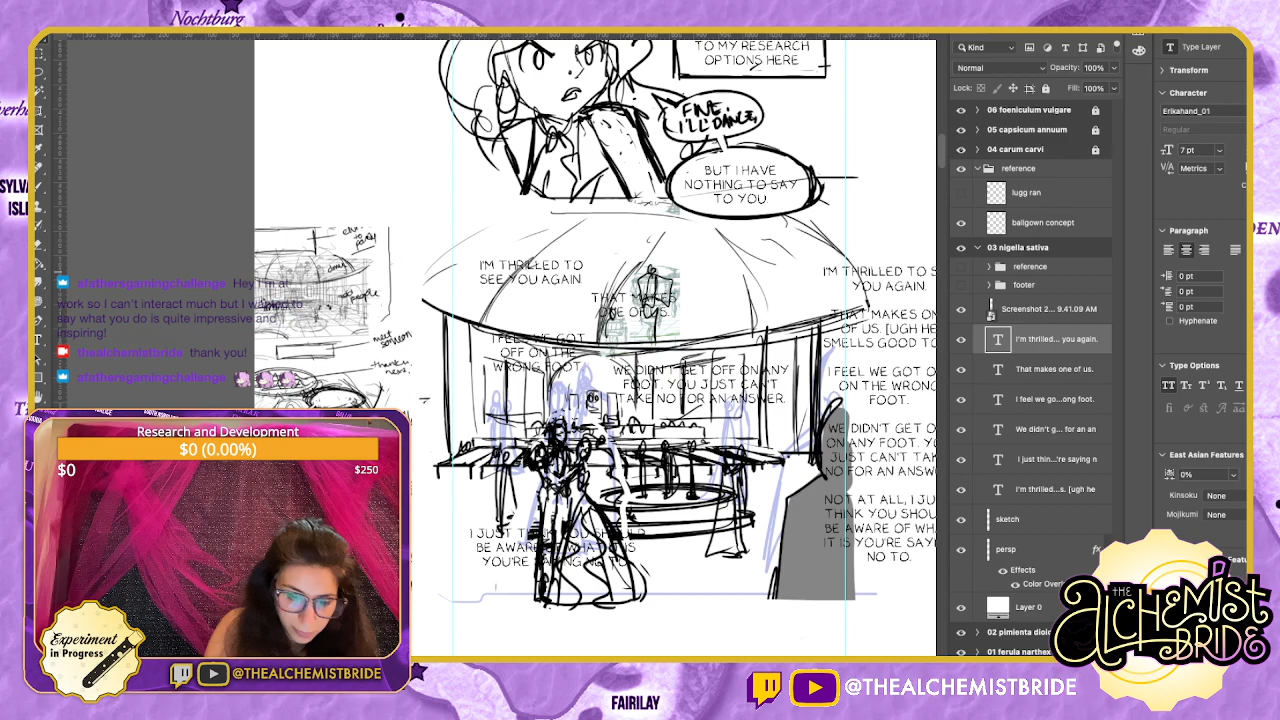 Nochtburg
TO MY RESEARCH
OPTIONS HERE
FINE.
I'LL DANCE,
BUT I HAVE
NOTHING TO SAY
TO YOU.
I'M THRILLED TO
SEE YOU AGAIN.
THAT MAKES
ONE OF US.
I FEEL WE GOT
OFF ON THE
WRONG FOOT.
WE DIDN'T GET OFF ON ANY
FOOT. YOU JUST CAN'T
TAKE NO FOR AN ANSWER.
I JUST THINK YOU SHOULD
BE AWARE OF WHAT IT IS
YOU'RE SAYING NO TO.
I'M THRILLED TO S
YOU AGAIN.
THAT MAKES ON
OF US. [UGH HE
SMELLS GOOD TO
I FEEL WE GOT O
ON THE WRONG
FOOT.
WE DIDN'T GET O
ON ANY FOOT. YO
JUST CAN'T TAK
NO FOR AN ANSW
NOT AT ALL, I JU
THINK YOU SHOU
BE AWARE OF WH
IT IS YOU'RE SAYI
NO TO.
afathersgamingchallenge Hey I'm at
work so I can't interact much but I wanted to
say what you do is quite impressive and
inspiring!
thealchemistbride thank you!
afathersgamingchallenge
Research and Development
$0 (0.00%)
$0
$250
Experiment
in Progress
@THEALCHEMISTBRIDE
FAIRILAY
@THEALCHEMISTBRIDE
THE
ALCHEMIST
BRIDE
Kind
Normal
Opacity: 100%
Lock:
Fill: 100%
06 foeniculum vulgare
05 capsicum annuum
04 carum carvi
reference
lugg ran
ballgown concept
03 nigella sativa
reference
footer
Screenshot 2... 9.41.09 AM
I'm thrilled... you again.
That makes one of us.
I feel we go...ong foot.
We didn't g... for an an
I just thin...'re saying n
I'm thrilled...s. [ugh he
sketch
persp
fx
Effects
Color Over
Layer 0
02 pimienta dioic
01 ferula narthex
Type Layer
Transform
Character
Erikahand_01
Regular
7 pt
Metrics
Paragraph
0 pt
0 pt
0 pt
0 pt
Hyphenate
Type Options
East Asian Features
0%
Kinsoku None
Mojikumi None